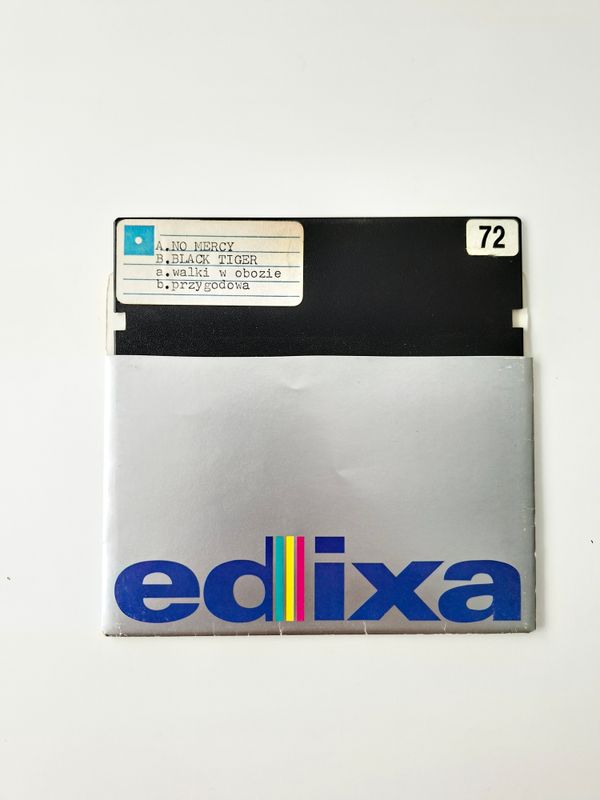 A.NO MERCY
B.BLACK TIGER
a.walki w obozie
b.przygodowa
72
edixa